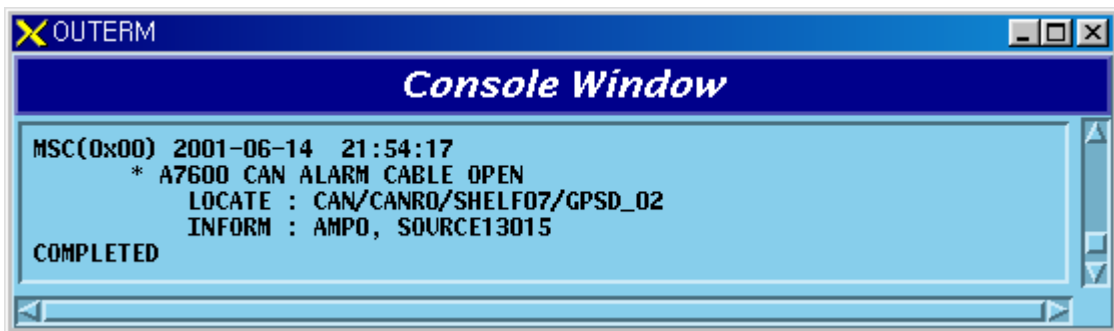 OUTERM
Console Window
MSC(0x00) 2001-06-14 21:54:17
* A7600 CAN ALARM CABLE OPEN
LOCATE : CAN/CANR0/SHELF07/GPSD_02
INFORM : AMP0, SOURCE13015
COMPLETED